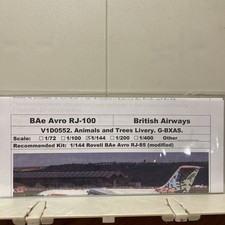 BAe Avro RJ-100 British Airways
V1D0552. Animals and Trees Livery. G-BXAS.
Scale: 1/72 1/100 1/144 1/200 1/400 Other
Recommended Kit: 1/144 Revell BAe Avro RJ-85 (modified)